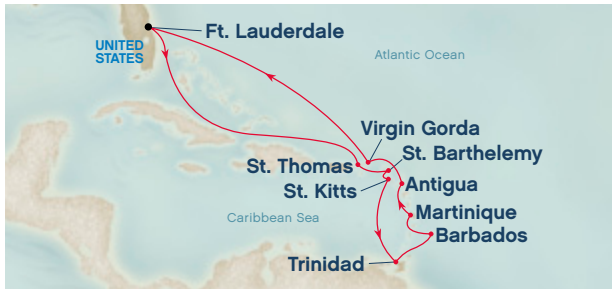 Ft. Lauderdale
UNITED
STATES
Atlantic Ocean
Virgin Gorda
St. Barthelemy
St. Thomas
St. Kitts
Antigua
Martinique
Caribbean Sea
Barbados
Trinidad